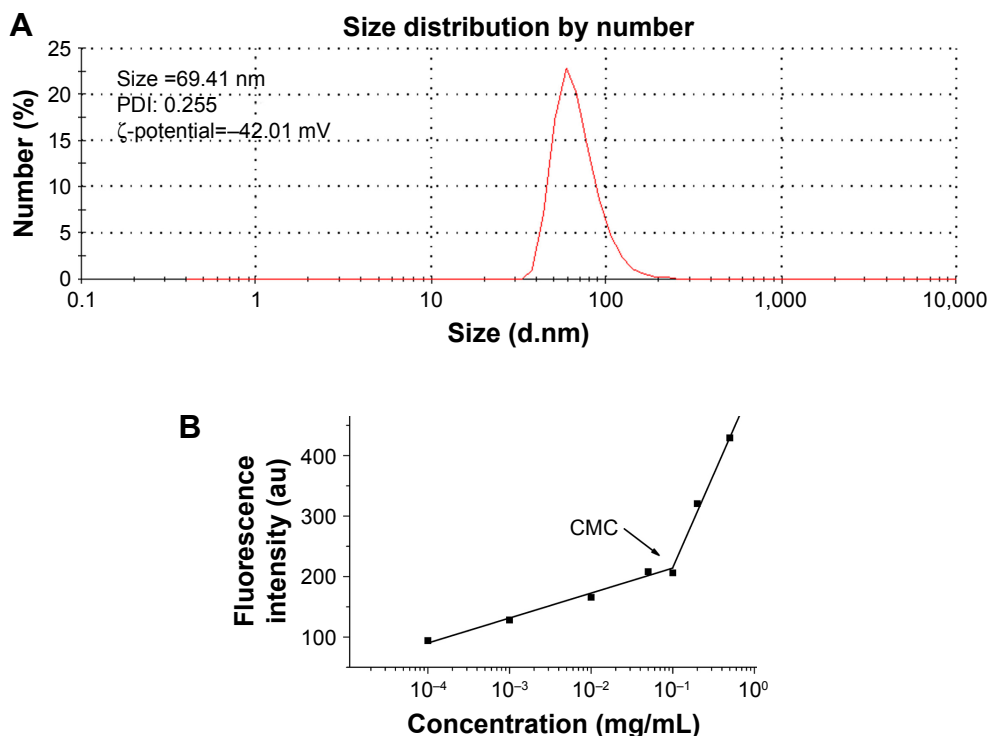 A
Size distribution by number
Number (%)
25
20
15
10
5
0
Size =69.41 nm
PDI: 0.255
ζ-potential=–42.01 mV
0.1
1
10
100
1,000
10,000
Size (d.nm)
B
Fluorescence
intensity (au)
400
300
200
100
CMC
10⁻⁴
10⁻³
10⁻²
10⁻¹
10⁰
Concentration (mg/mL)